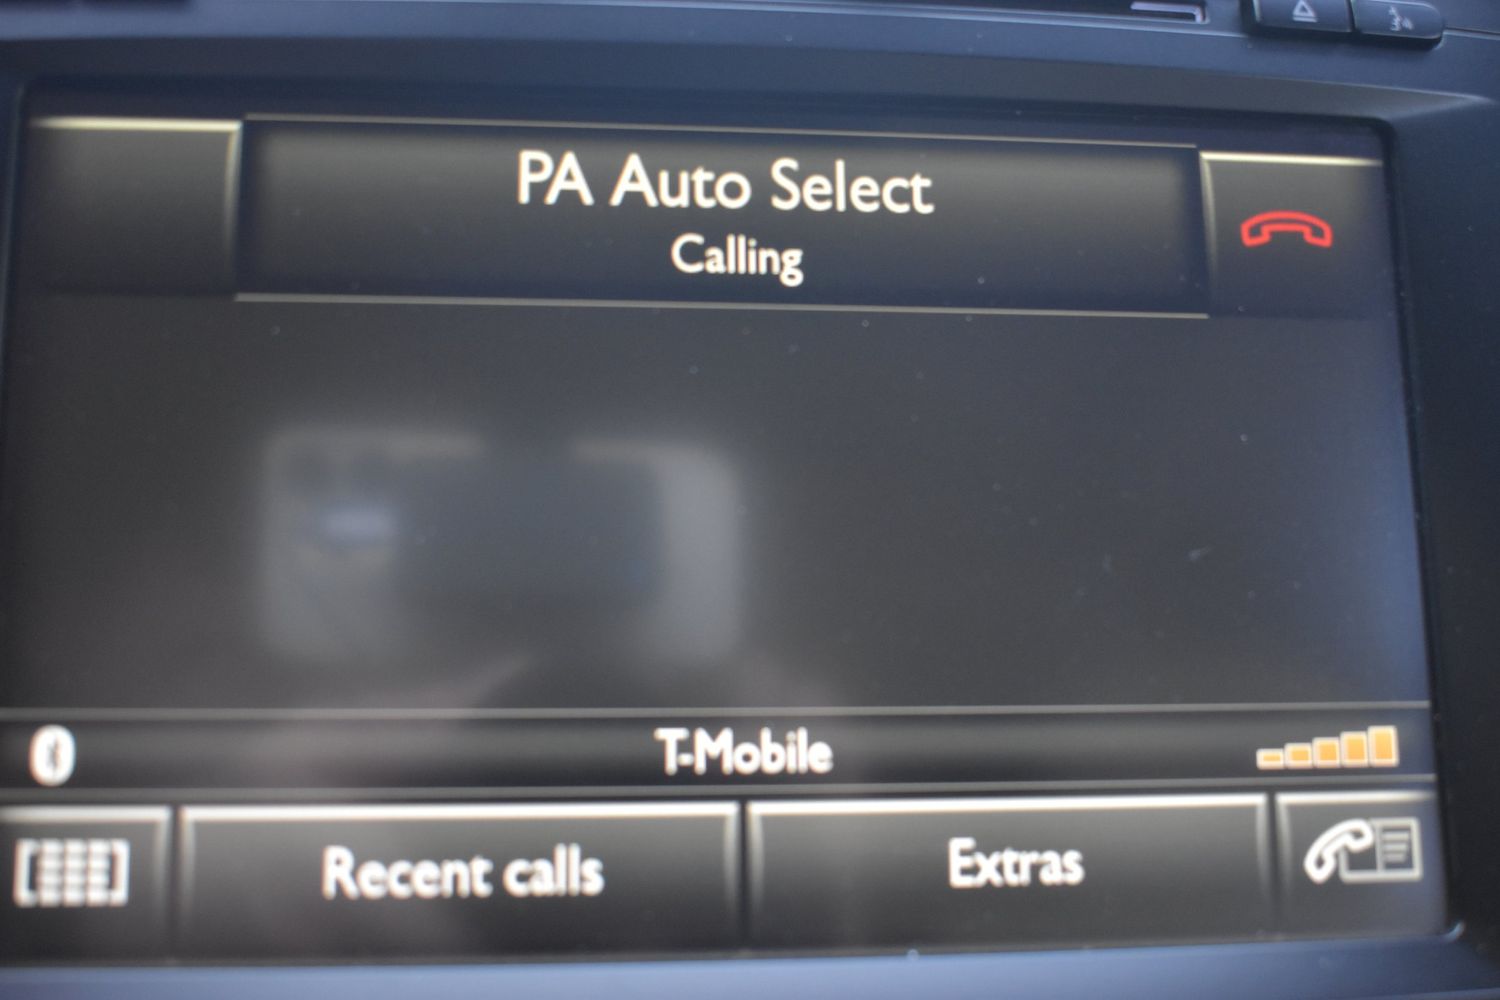 PA Auto Select
Calling
T-Mobile
Recent calls
Extras